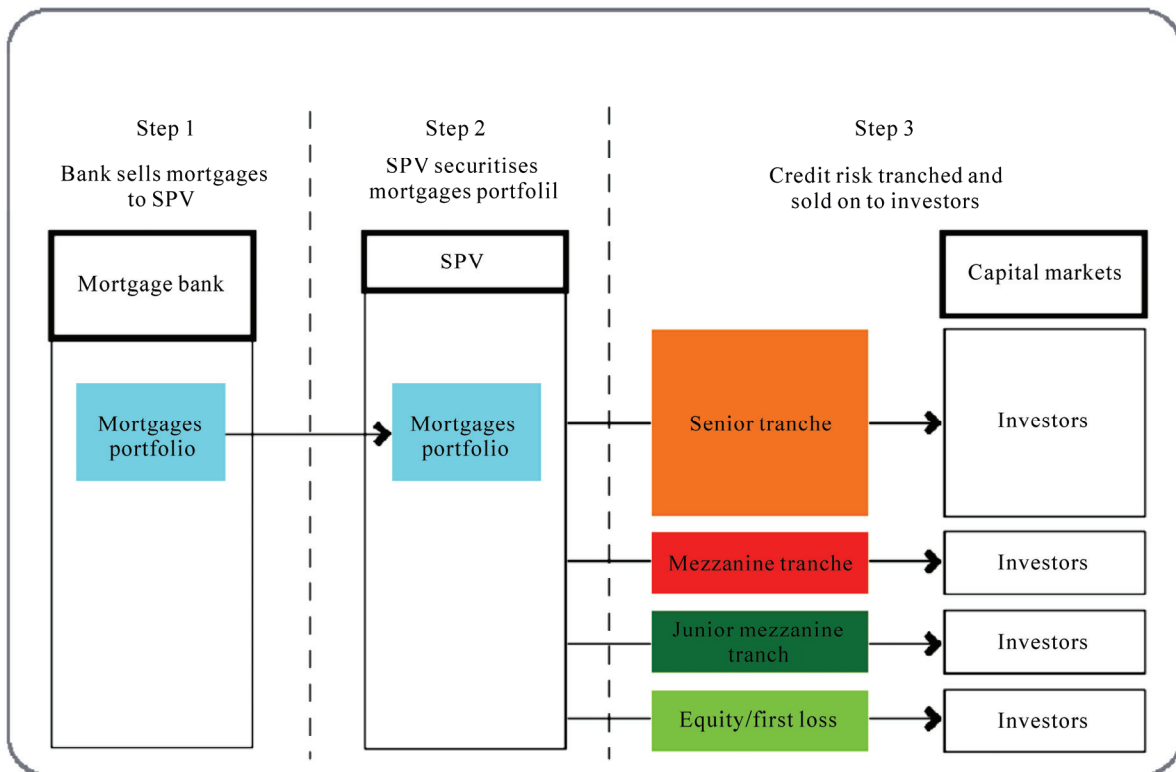 Step 1
Bank sells mortgages
to SPV
Step 2
SPV securitises
mortgages portfolil
Step 3
Credit risk tranched and
sold on to investors
Mortgage bank
SPV
Capital markets
Mortgages
portfolio
Mortgages
portfolio
Senior tranche
Investors
Mezzanine tranche
Investors
Junior mezzanine
tranch
Investors
Equity/first loss
Investors